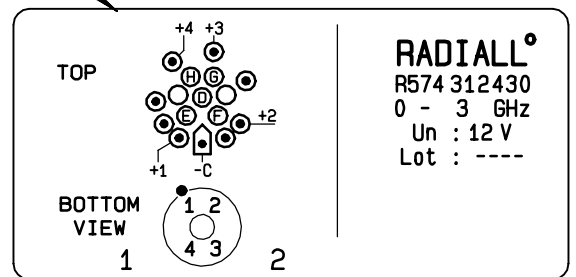 +4 +3
TOP
H G
D
E F
+2
+1 -C
BOTTOM
VIEW
1 2
4 3
1 2
RADIALL°
R574 312430
0 - 3 GHz
Un : 12 V
Lot : ----